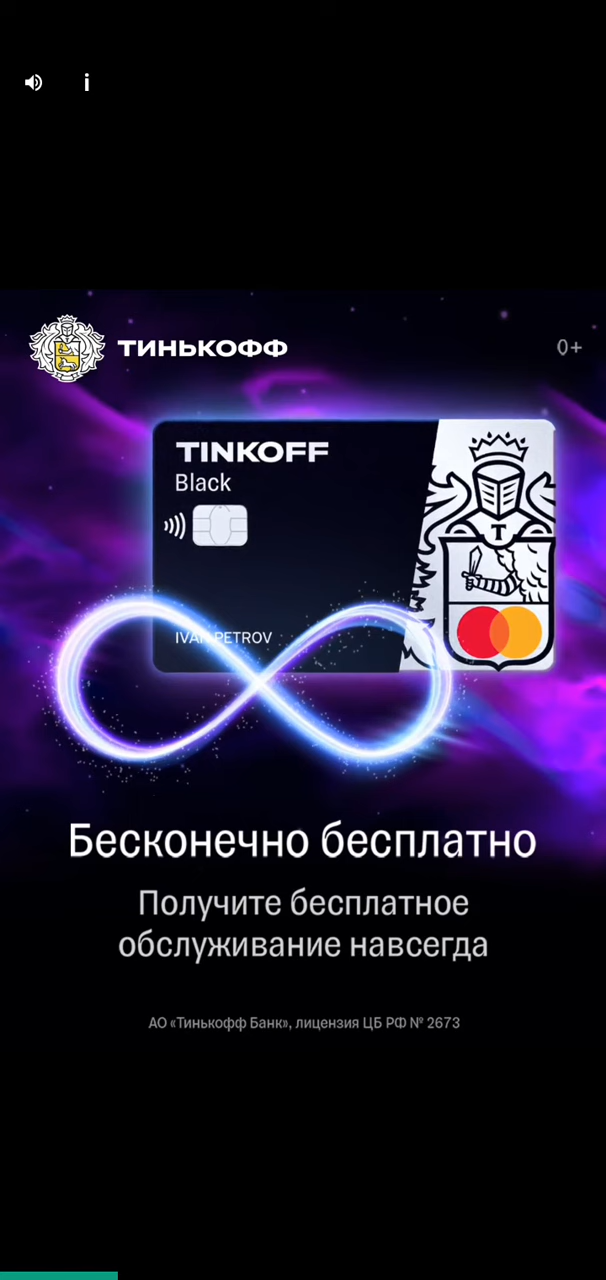 i
ТИНЬКОФФ
0+
TINKOFF
Black
T
IVAN PETROV
Бесконечно бесплатно
Получите бесплатное
обслуживание навсегда
АО «Тинькофф Банк», лицензия ЦБ РФ № 2673